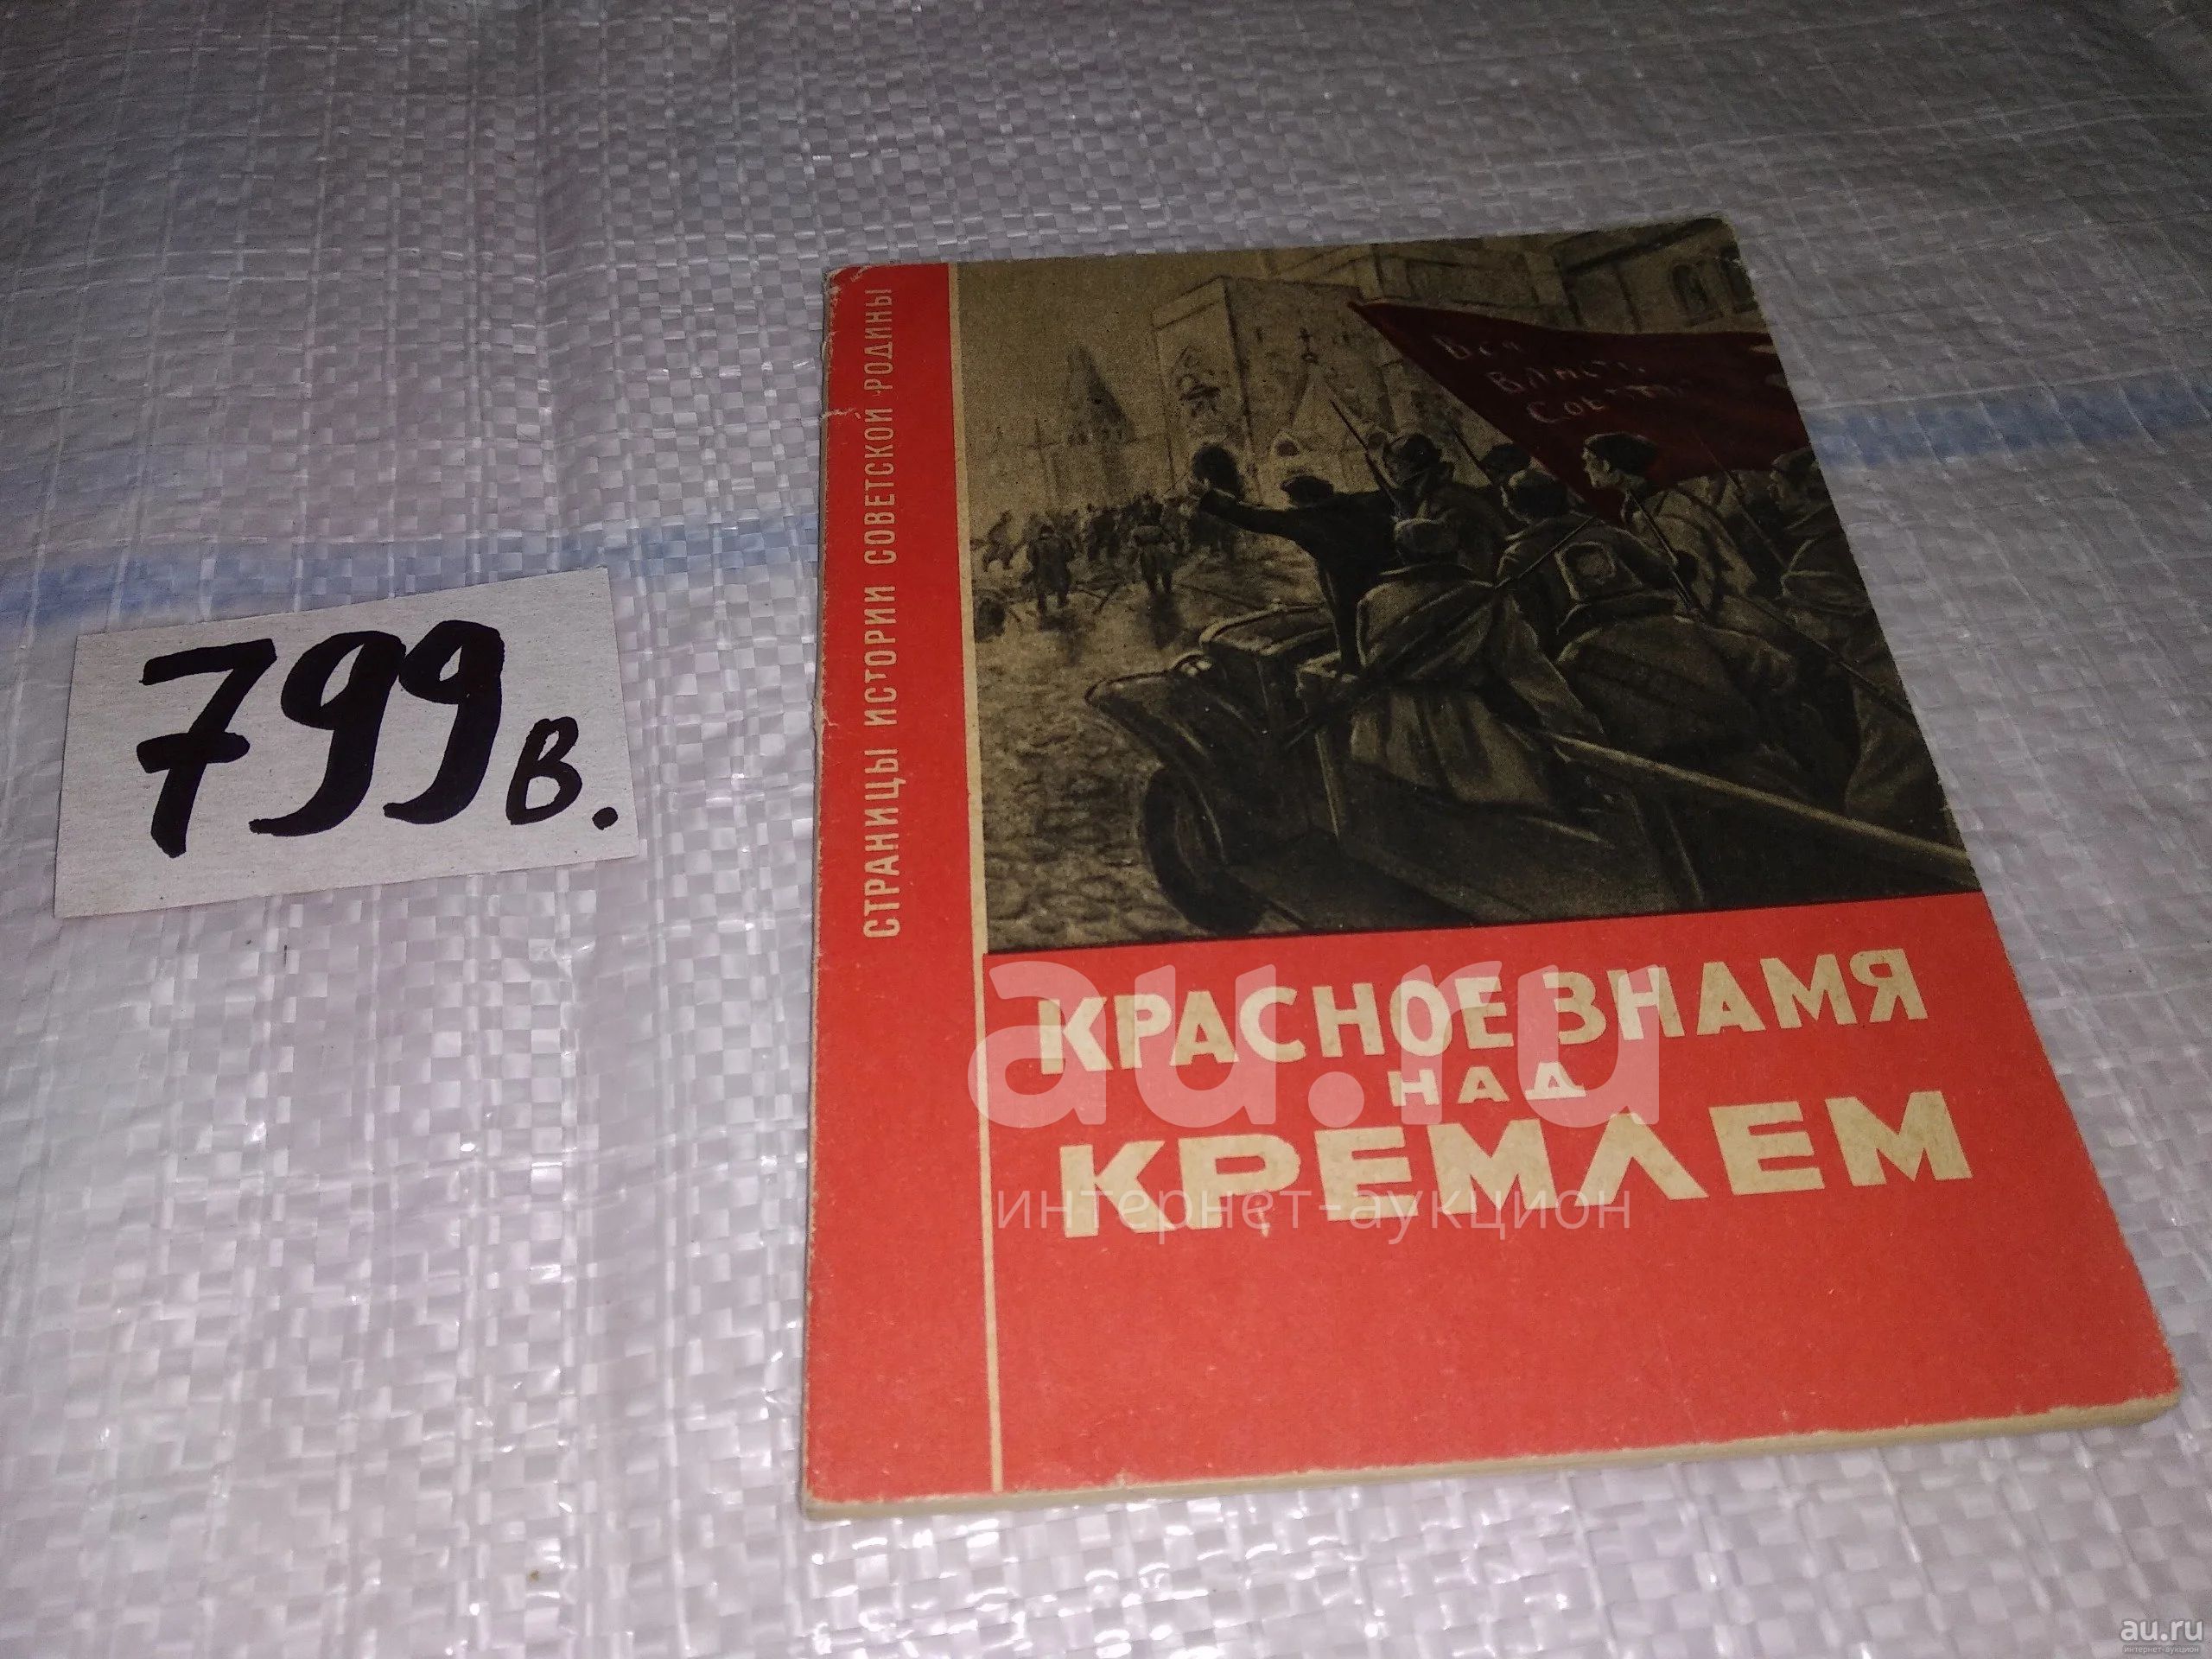 799в.
СТРАНИЦЫ ИСТОРИИ СОВЕТСКОЙ РОДИНЫ
Вся
Власть
Советам
КРАСНОЕ ЗНАМЯ
НАД
КРЕМЛЕМ
au.ru
интернет-аукцион
au.ru
интернет-аукцион